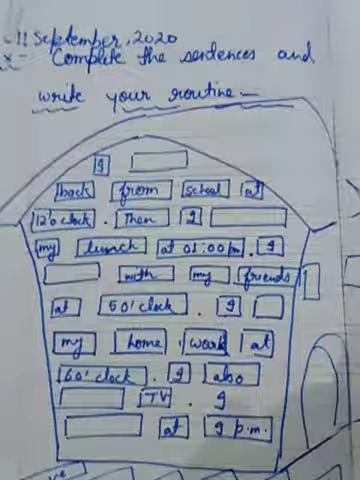 11 September, 2020
x- Complete the sentences and
write your routine -
I
back from school at
12'o clock . Then I
my lunch at 01:00 pm . I
with my friends
at 5 o' clock . I
my home work at
6 o' clock . I also
TV . I
at 9 p.m.